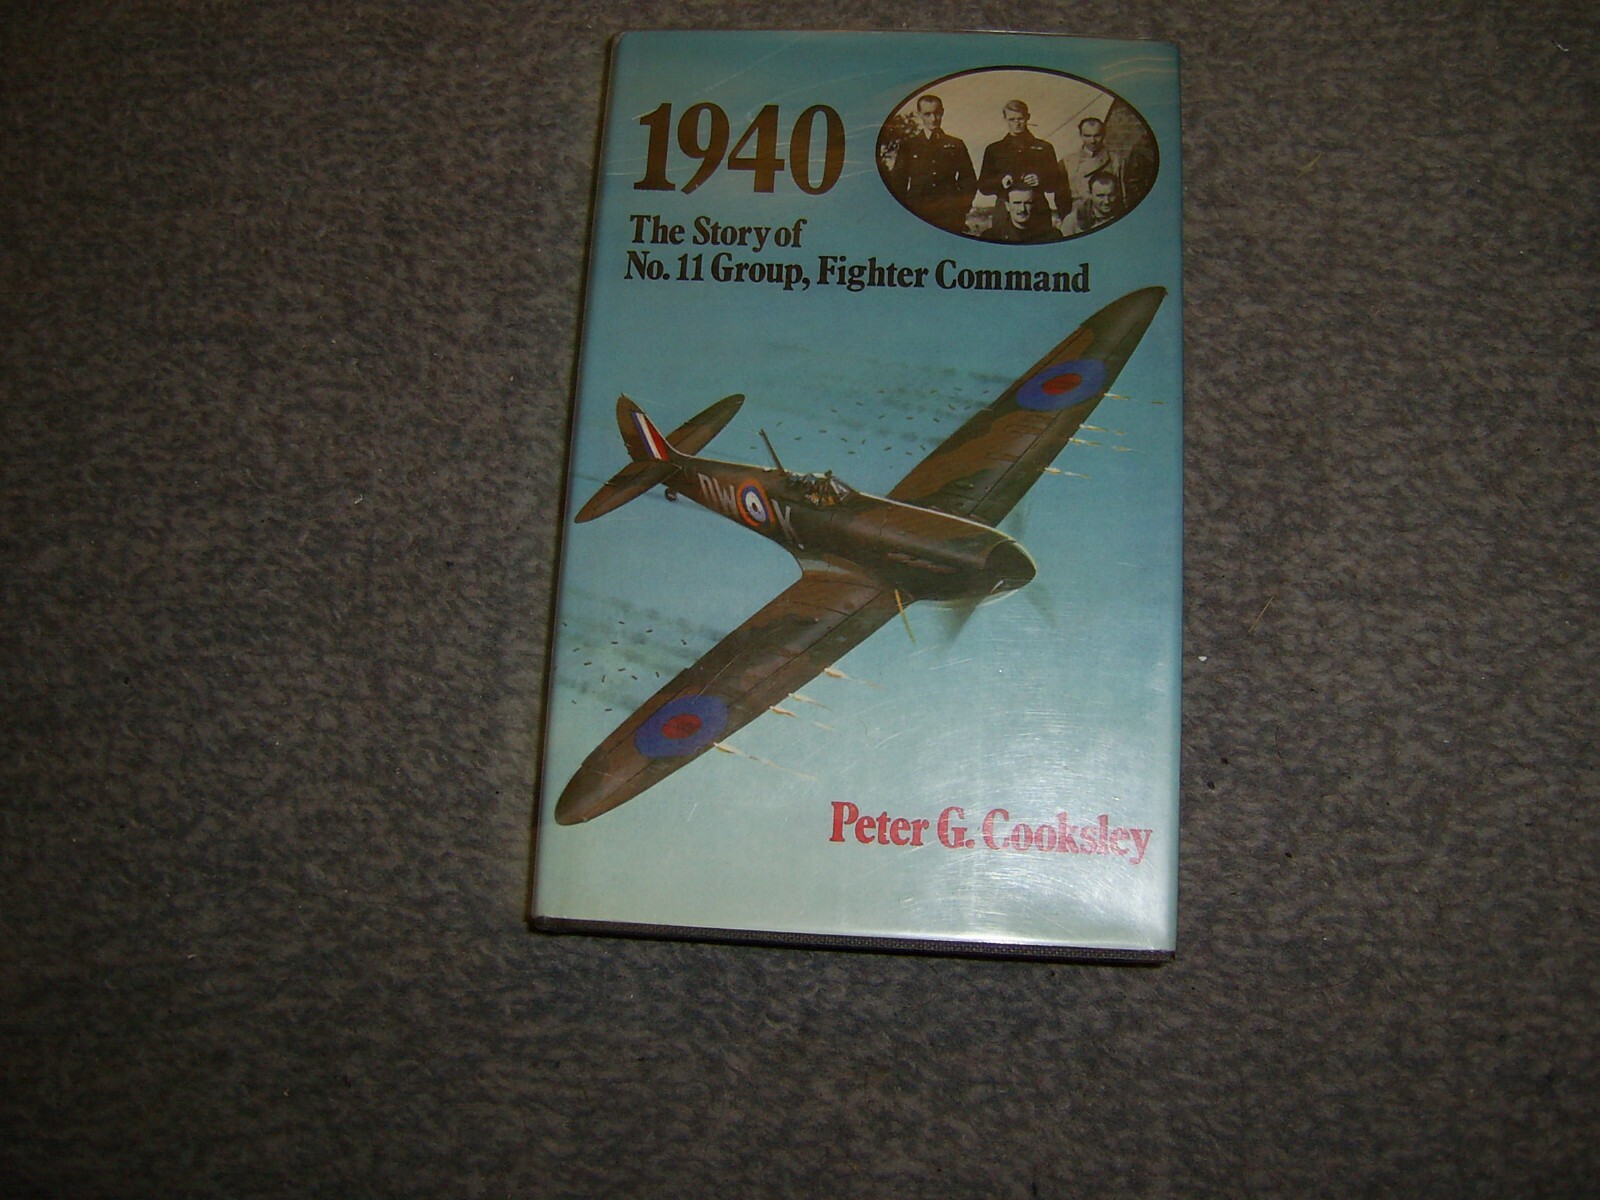 1940
The Story of
No. 11 Group, Fighter Command
DW K
Peter G. Cooksley